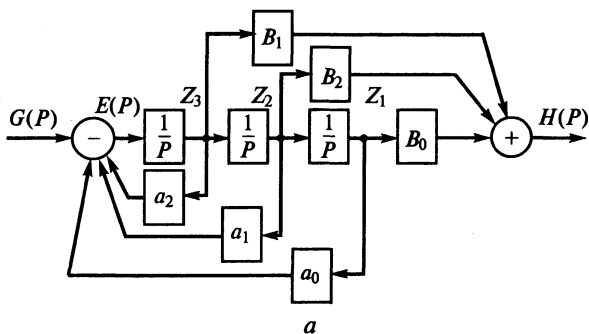 B₁
B₂
G(P) E(P) Z₃ Z₂ Z₁ H(P)
− 1/P 1/P 1/P B₀ +
a₂
a₁
a₀
a